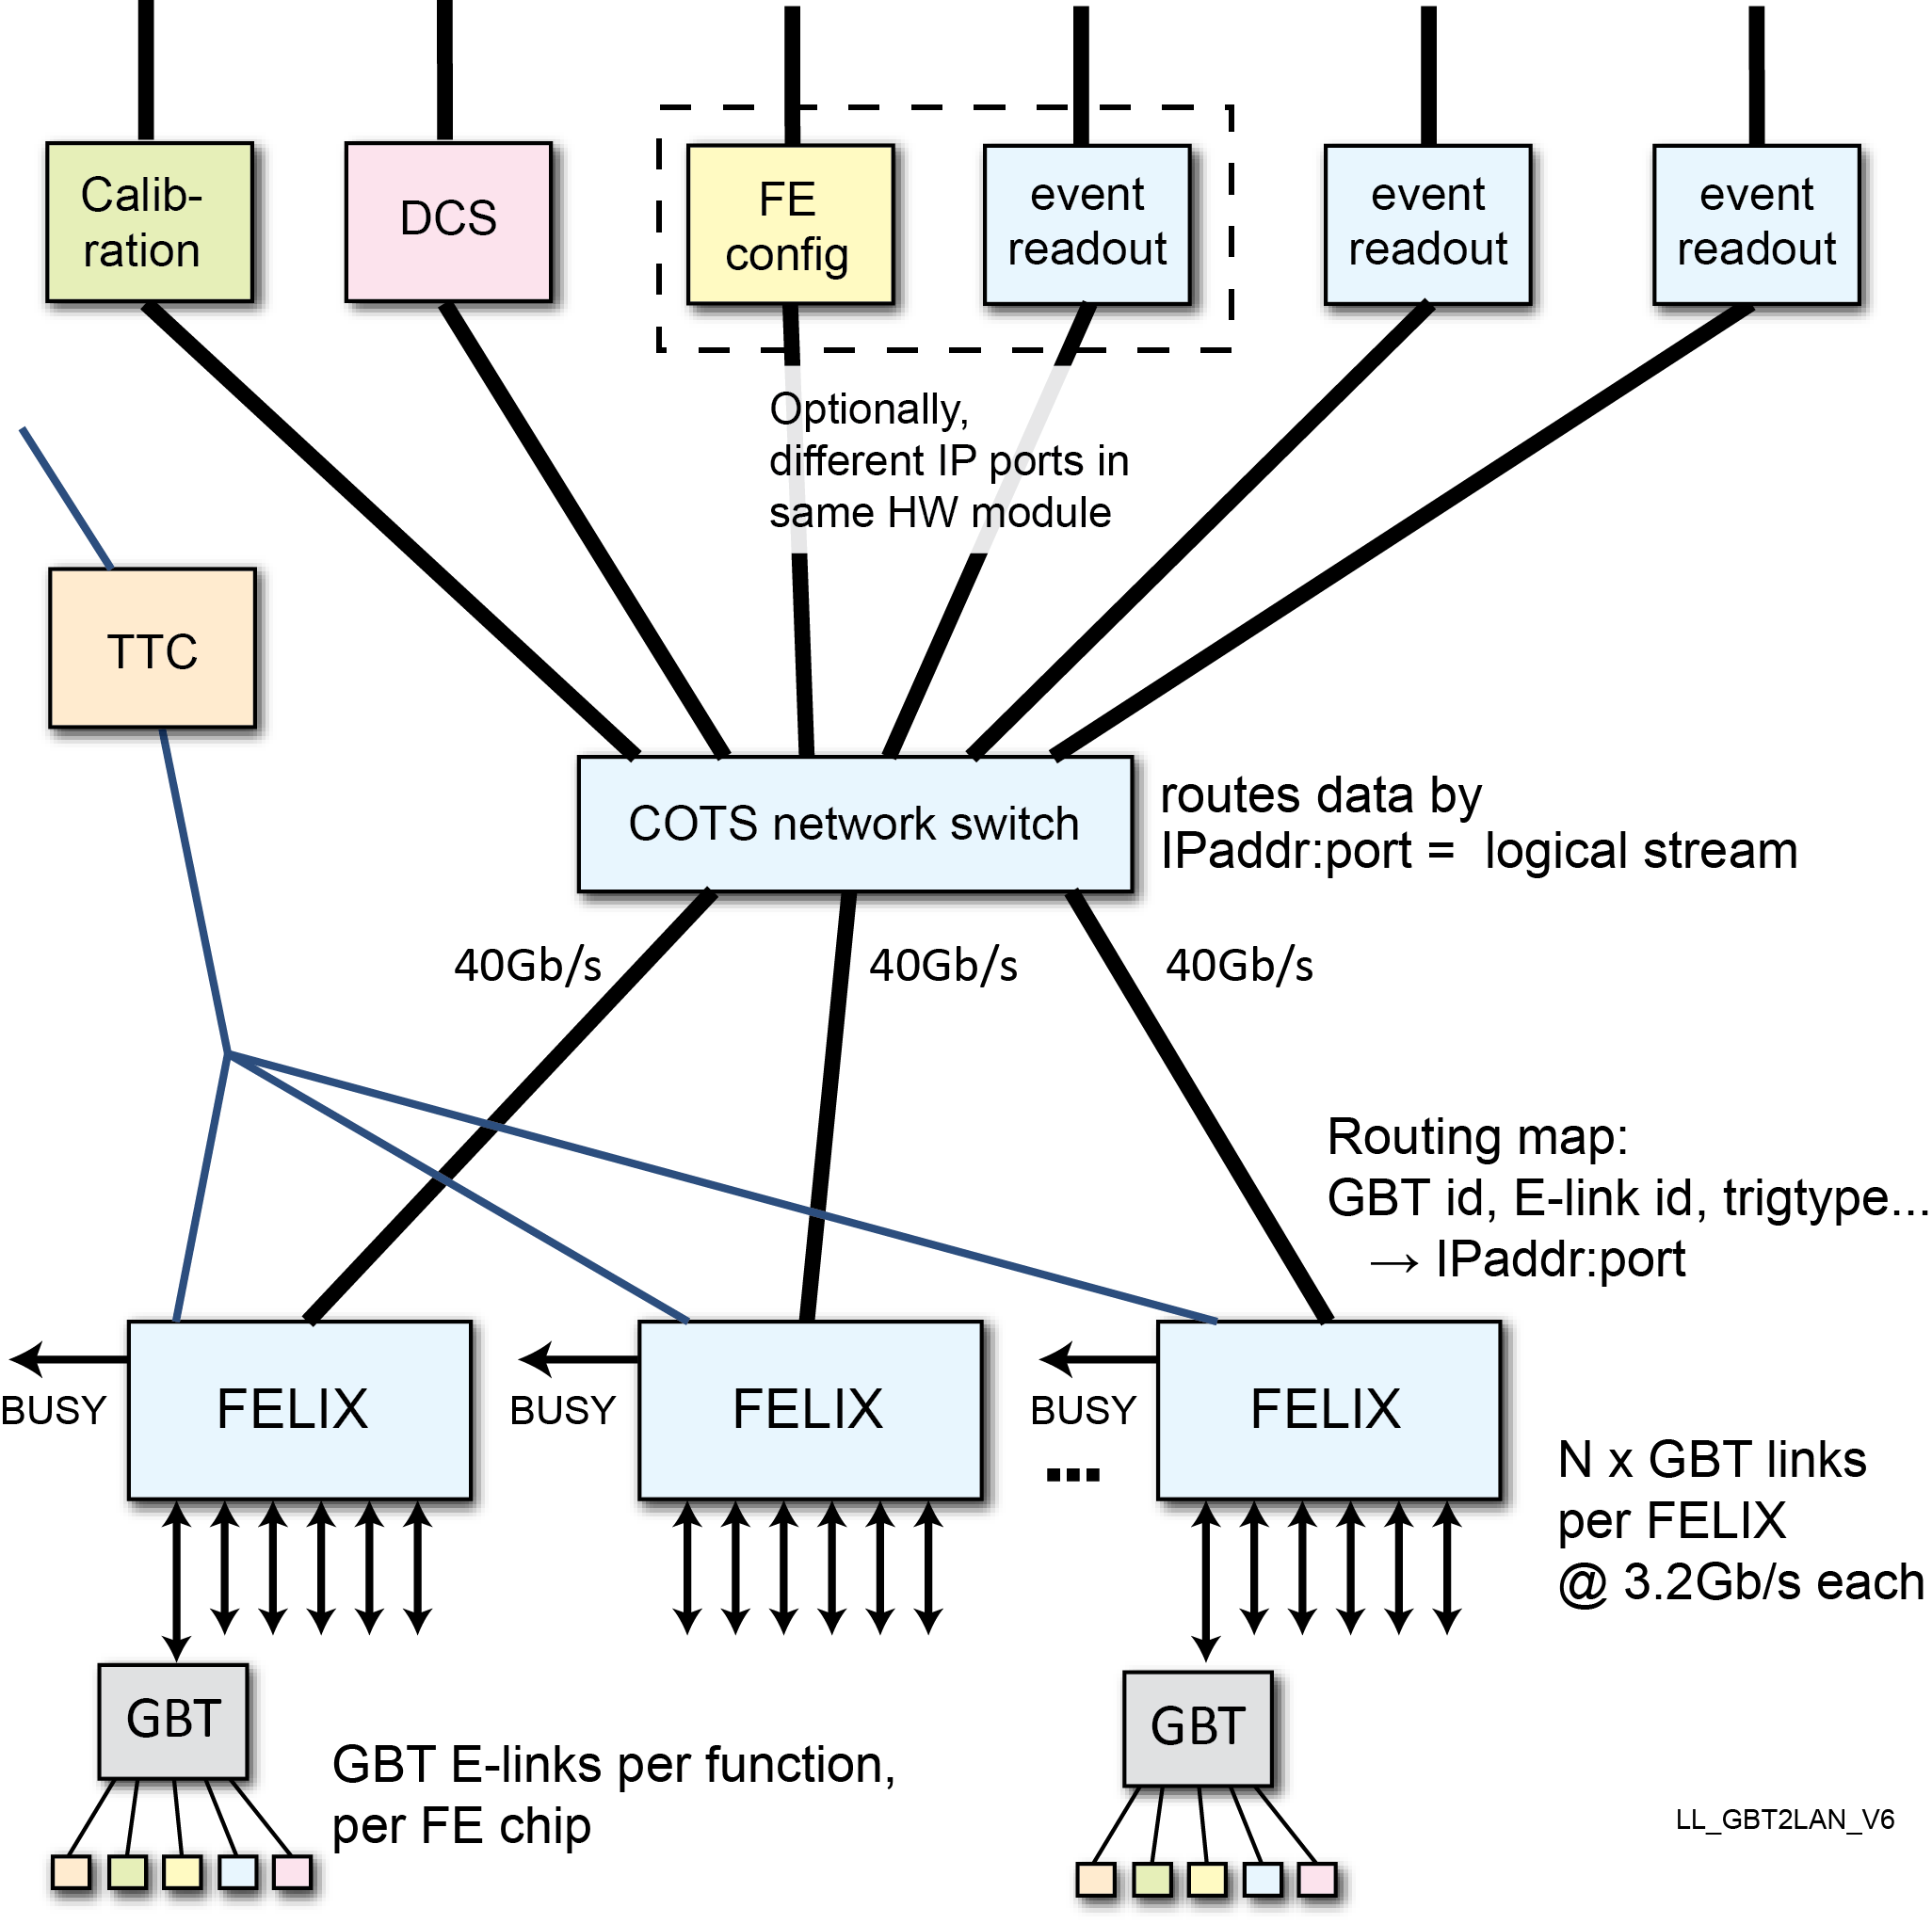 Calib-
ration
DCS
FE
config
event
readout
event
readout
event
readout
Optionally,
different IP ports in
same HW module
TTC
COTS network switch
routes data by
IPaddr:port =  logical stream
40Gb/s
40Gb/s
40Gb/s
Routing map:
GBT id, E-link id, trigtype...
→ IPaddr:port
BUSY
FELIX
BUSY
FELIX
BUSY
FELIX
...
N x GBT links
per FELIX
@ 3.2Gb/s each
GBT
GBT E-links per function,
per FE chip
GBT
LL_GBT2LAN_V6